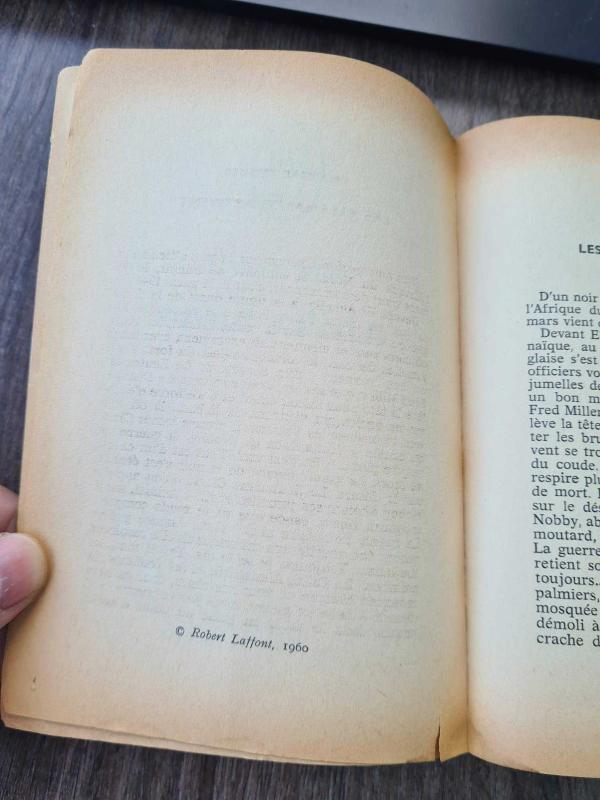 © Robert Laffont, 1960
LES
D'un noir
l'Afrique du
mars vient
Devant E
naïque, au
glaise s'est
officiers vo
jumelles de
un bon m
Fred Millen
lève la tête
ter les bru
vent se tro
du coude.
respire plu
de mort.
sur le dés
Nobby, ab
moutard,
La guerre
retient so
toujours...
palmiers,
mosquée
démoli à
crache d